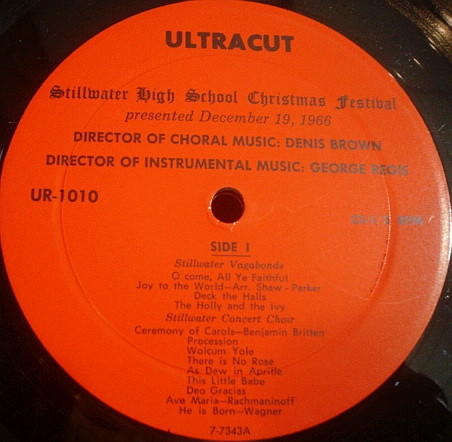 ULTRACUT
Stillwater High School Christmas Festival
presented December 19, 1966
DIRECTOR OF CHORAL MUSIC: DENIS BROWN
DIRECTOR OF INSTRUMENTAL MUSIC: GEORGE REGIS
UR-1010
33-1/3 RPM
SIDE I
Stillwater Vagabonds
O come, All Ye Faithful
Joy to the World—Arr. Shaw - Parker
Deck the Halls
The Holly and the Ivy
Stillwater Concert Choir
Ceremony of Carols—Benjamin Britten
Procession
Wolcum Yole
There is No Rose
As Dew in Aprille
This Little Babe
Deo Gracias
Ave Maria—Rachmaninoff
He is Born—Wagner
7-7343A